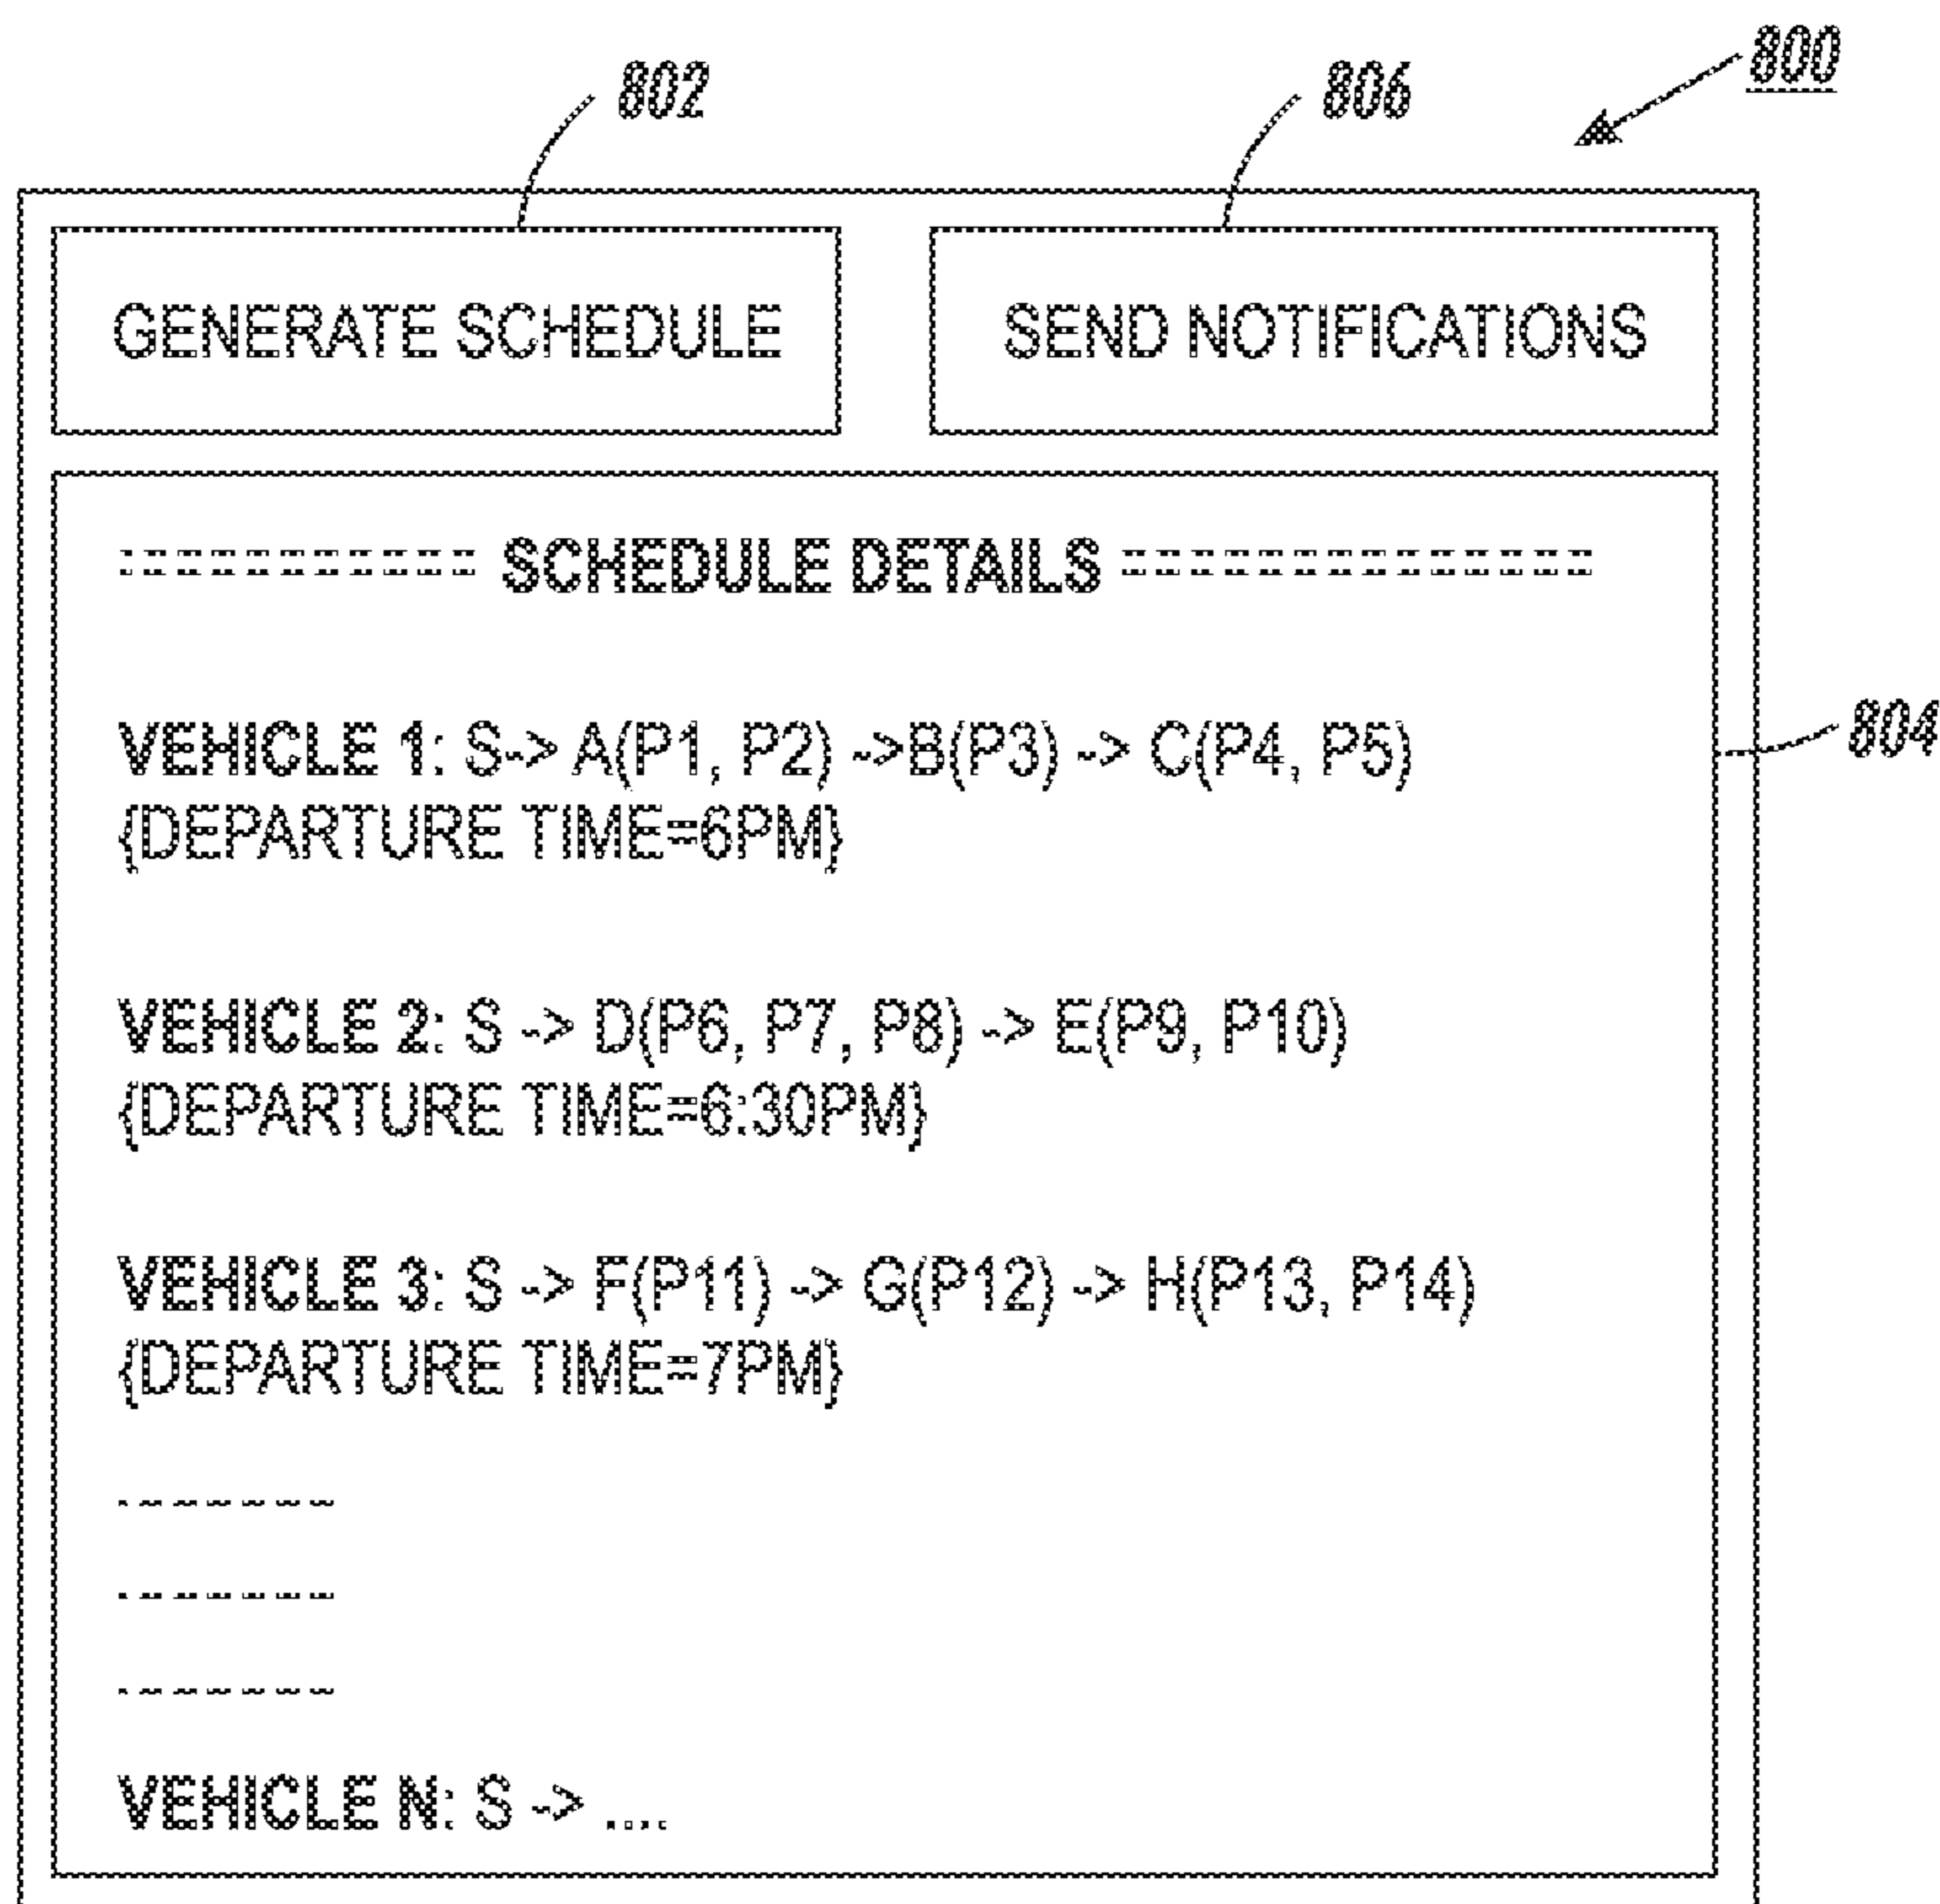 802
806
800
GENERATE SCHEDULE
SEND NOTIFICATIONS
=========== SCHEDULE DETAILS ==============
VEHICLE 1: S-> A(P1, P2) ->B(P3) -> C(P4, P5)
{DEPARTURE TIME=6PM}
804
VEHICLE 2: S -> D(P6, P7, P8) -> E(P9, P10)
{DEPARTURE TIME=6:30PM}
VEHICLE 3: S -> F(P11) -> G(P12) -> H(P13, P14)
{DEPARTURE TIME=7PM}
-------
-------
-------
VEHICLE N: S -> ....